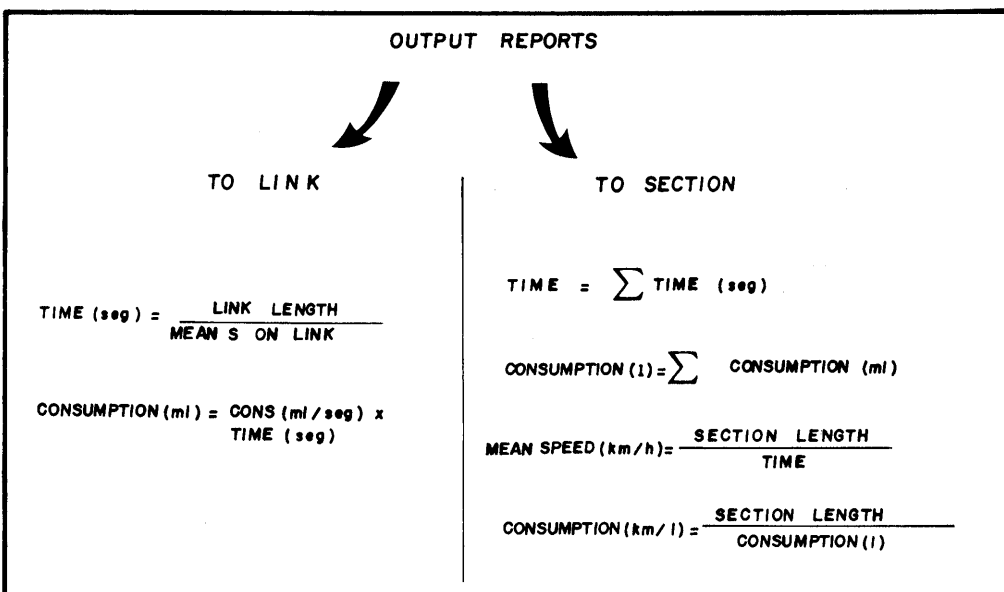 OUTPUT REPORTS
TO LINK
TIME (seg) = LINK LENGTH
MEAN S ON LINK
CONSUMPTION (ml) = CONS (ml/seg) x
TIME (seg)
TO SECTION
TIME = ∑ TIME (seg)
CONSUMPTION (l) = ∑ CONSUMPTION (ml)
MEAN SPEED (km/h) = SECTION LENGTH
TIME
CONSUMPTION (km/l) = SECTION LENGTH
CONSUMPTION (l)